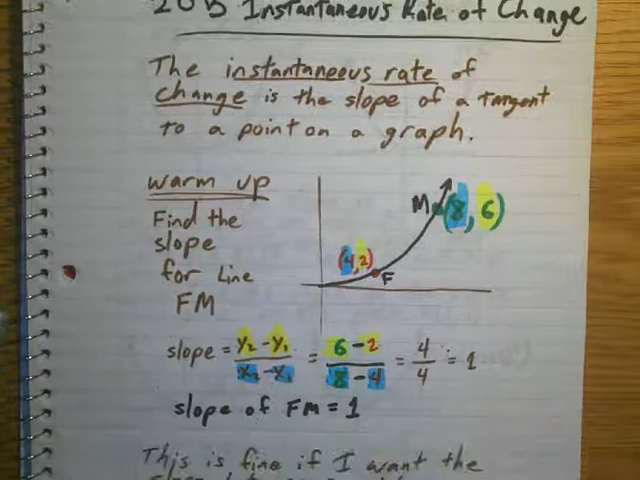 20B Instantaneous Rate of Change
The instantaneous rate of
change is the slope of a tangent
to a point on a graph.
warm up
Find the
slope
for Line
FM
M (8, 6)
(4,2)
F
slope = y₂ - y₁ / x₂ - x₁ = 6 - 2 / 8 - 4 = 4 / 4 = 1
slope of FM = 1
This is fine if I want the